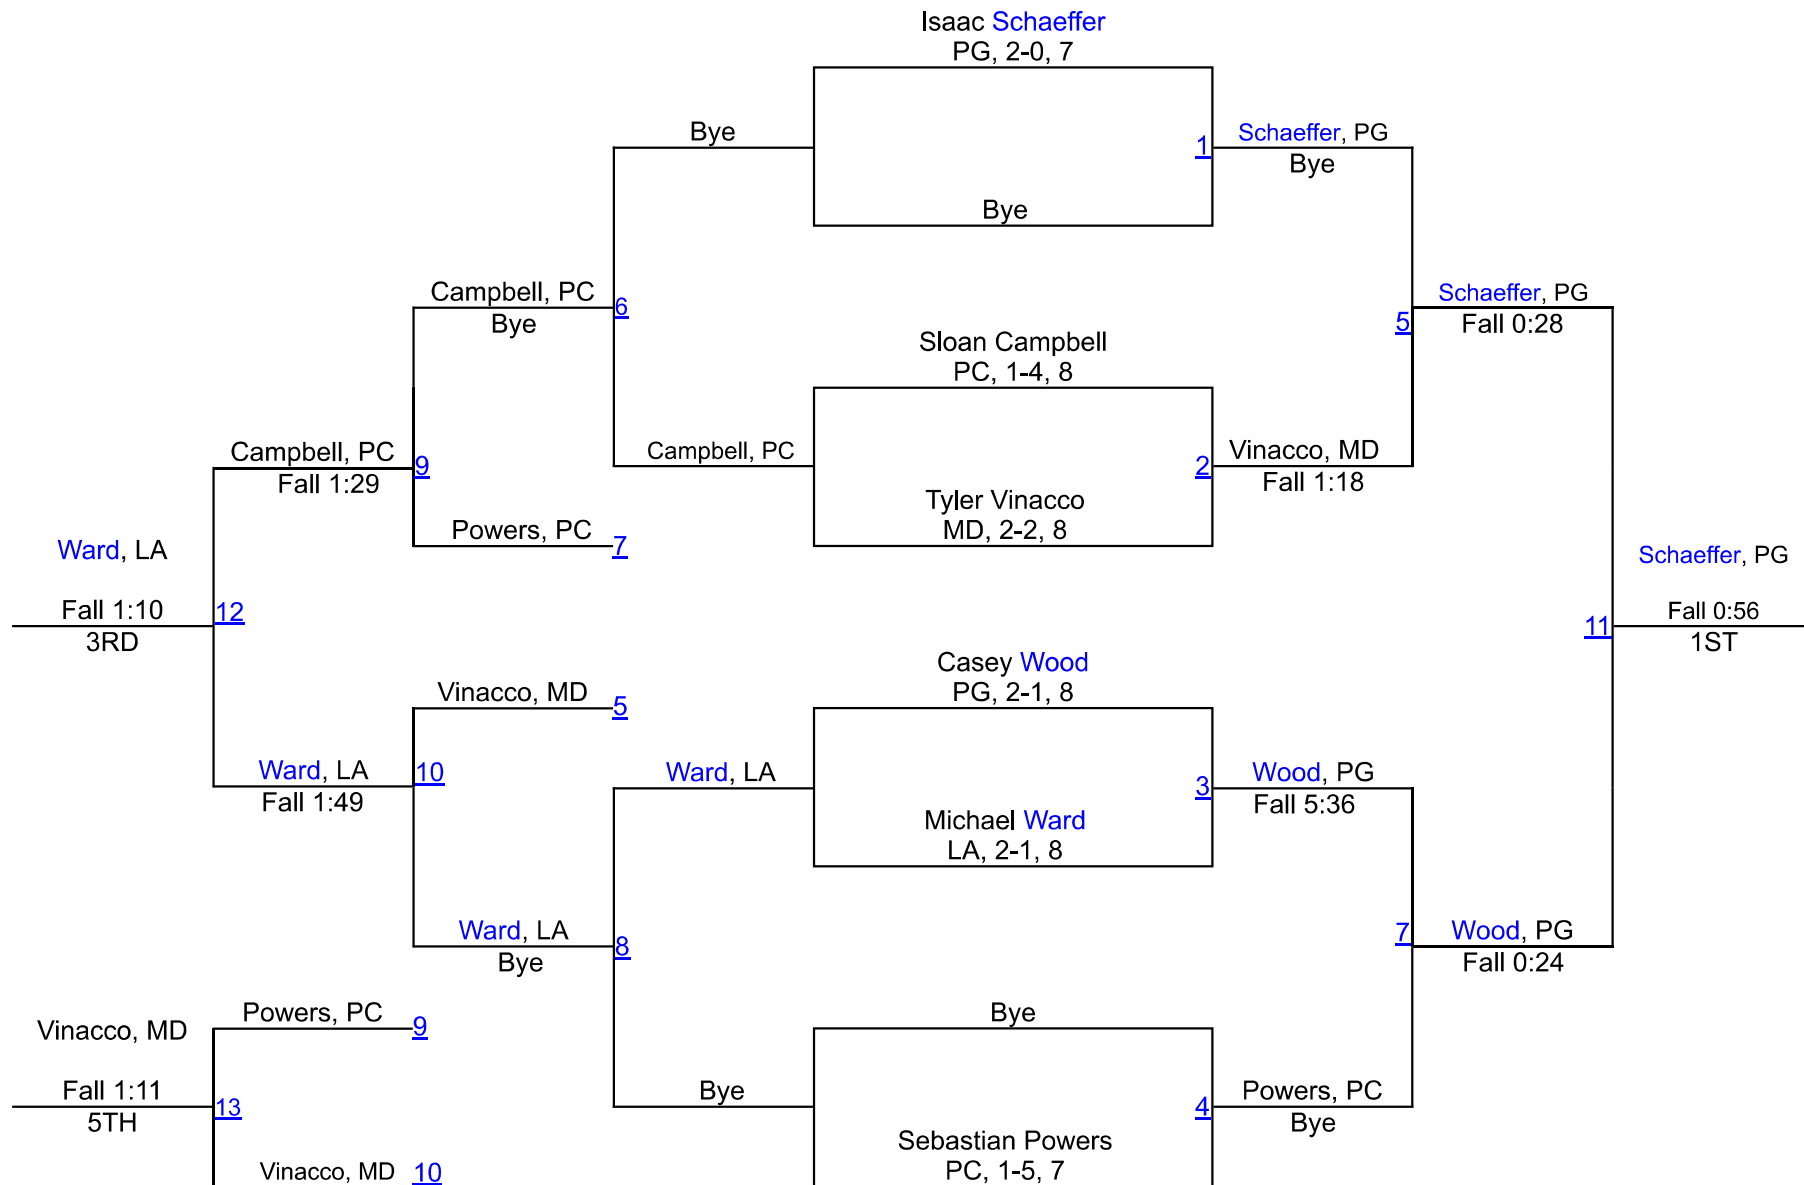 Isaac Schaeffer
PG, 2-0, 7
Bye
1
Schaeffer, PG
Bye
Bye
Campbell, PC
Bye
6
Schaeffer, PG
5
Fall 0:28
Sloan Campbell
PC, 1-4, 8
Campbell, PC
Fall 1:29
9
Campbell, PC
2
Vinacco, MD
Fall 1:18
Tyler Vinacco
MD, 2-2, 8
Powers, PC
7
Ward, LA
Fall 1:10
3RD
12
Schaeffer, PG
11
Fall 0:56
1ST
Casey Wood
PG, 2-1, 8
Vinacco, MD
5
Ward, LA
Fall 1:49
10
Ward, LA
3
Wood, PG
Fall 5:36
Michael Ward
LA, 2-1, 8
Ward, LA
Bye
8
7
Wood, PG
Fall 0:24
Powers, PC
9
Bye
Vinacco, MD
Fall 1:11
5TH
13
Bye
4
Powers, PC
Bye
Sebastian Powers
PC, 1-5, 7
Vinacco, MD
10